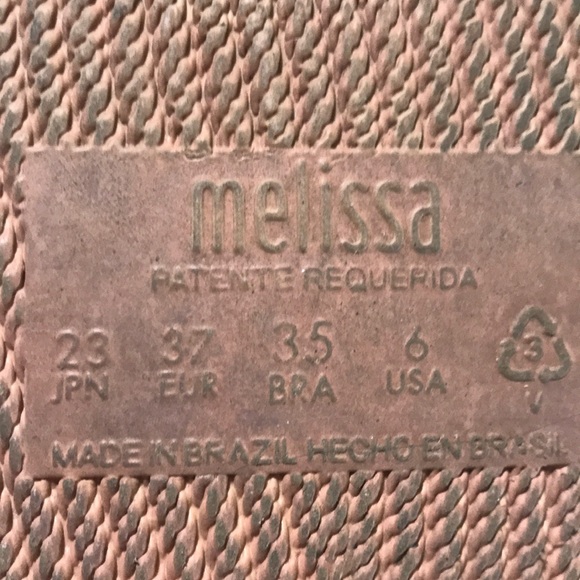 melissa
PATENTE REQUERIDA
23 37 35 6 3
JPN EUR BRA USA V
MADE IN BRAZIL HECHO EN BRASIL